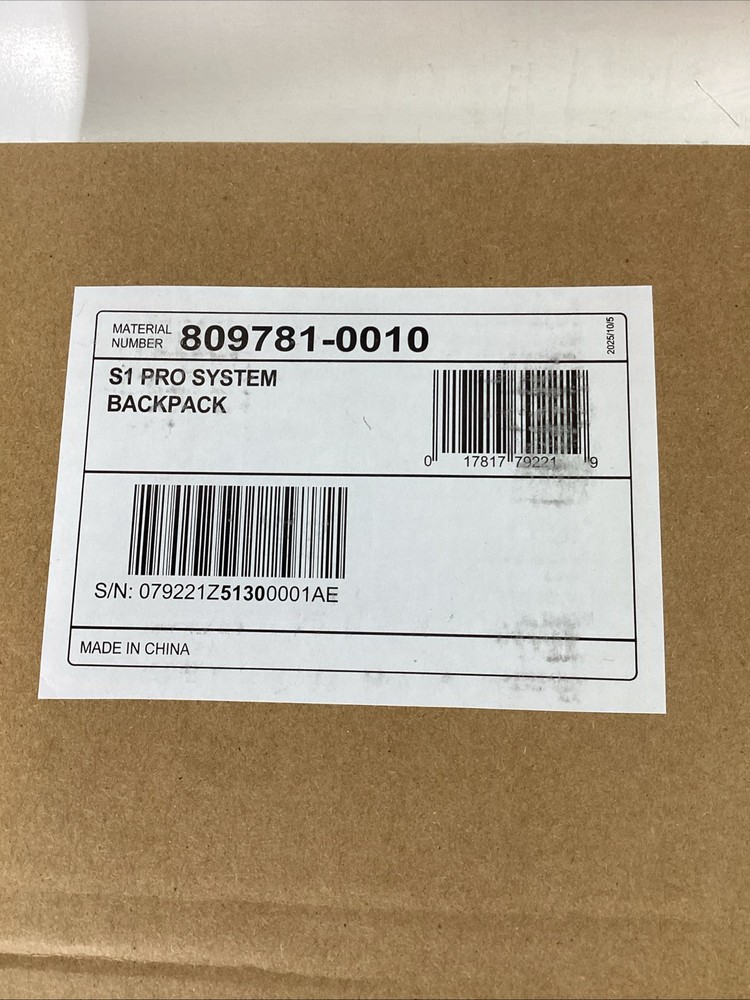 MATERIAL
NUMBER 809781-0010
2025/10/5
S1 PRO SYSTEM
BACKPACK
0 17817 79221 9
S/N: 079221Z51300001AE
MADE IN CHINA